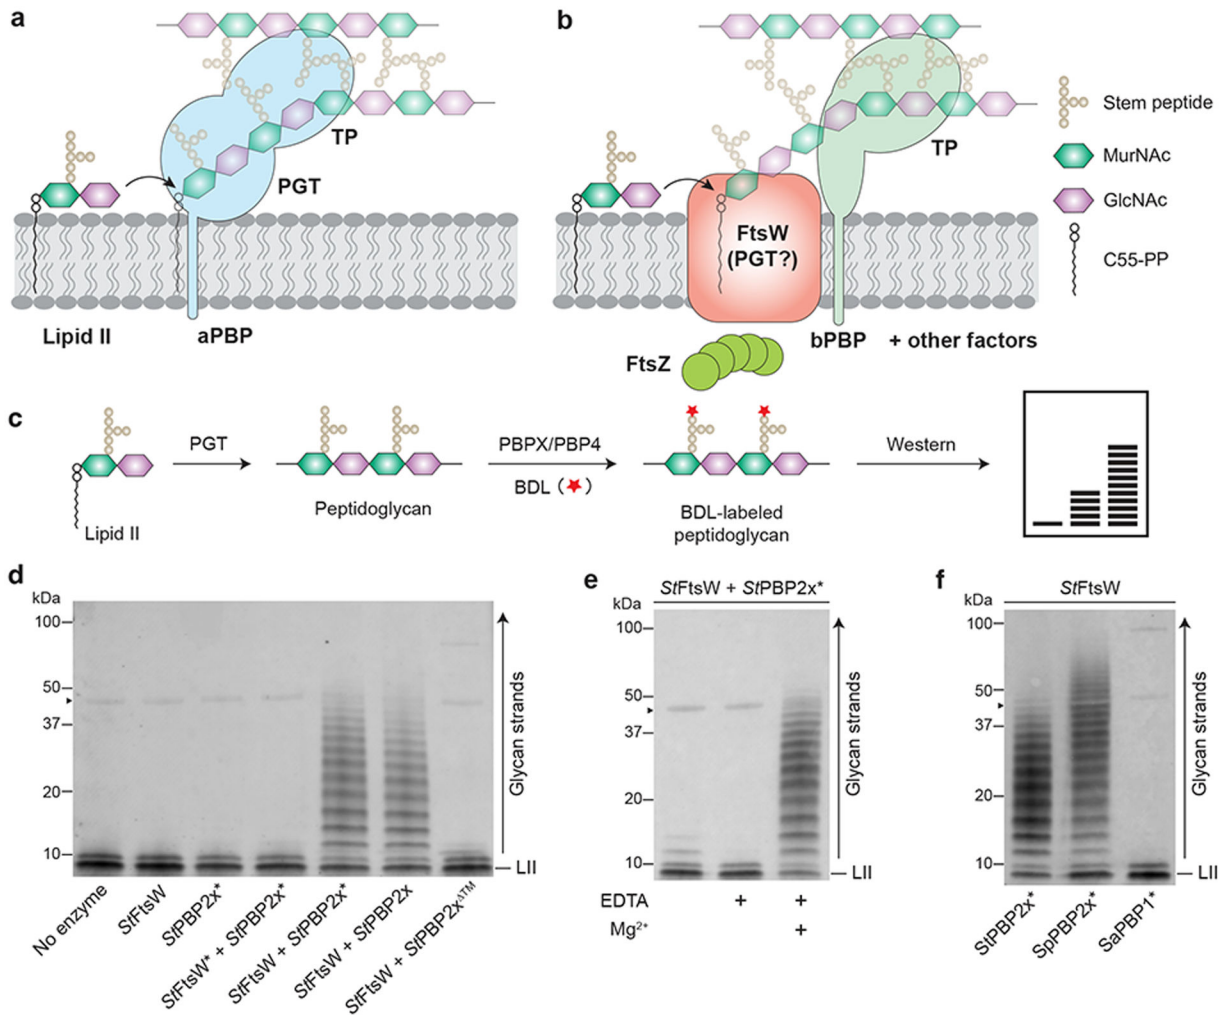 a
TP
PGT
Lipid II
aPBP
b
TP
FtsW
(PGT?)
FtsZ
bPBP + other factors
Stem peptide
MurNAc
GlcNAc
C55-PP
c
Lipid II
PGT
Peptidoglycan
PBPX/PBP4
BDL ( )
BDL-labeled
peptidoglycan
Western
d
kDa
100
50
37
20
10
Glycan strands
LII
No enzyme
StFtsW
StPBP2x*
StFtsW* + StPBP2x*
StFtsW + StPBP2x*
StFtsW + StPBP2x
StFtsW + StPBP2xΔTM
e
StFtsW + StPBP2x*
kDa
100
50
37
20
10
Glycan strands
LII
EDTA + +
Mg2+ +
f
StFtsW
kDa
100
50
37
20
10
Glycan strands
LII
StPBP2x*
SpPBP2x*
SaPBP1*